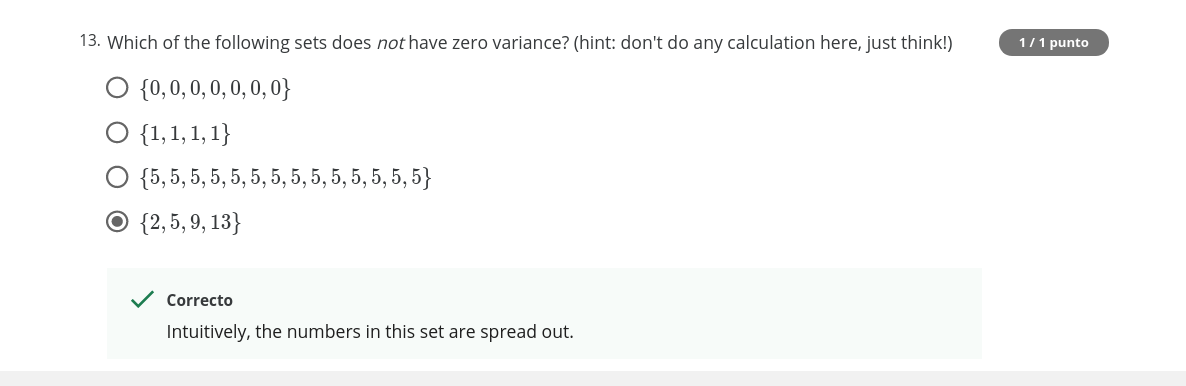 13. Which of the following sets does not have zero variance? (hint: don't do any calculation here, just think!) 1 / 1 punto
{0, 0, 0, 0, 0, 0, 0}
{1, 1, 1, 1}
{5, 5, 5, 5, 5, 5, 5, 5, 5, 5, 5, 5, 5, 5}
{2, 5, 9, 13}
Correcto
Intuitively, the numbers in this set are spread out.